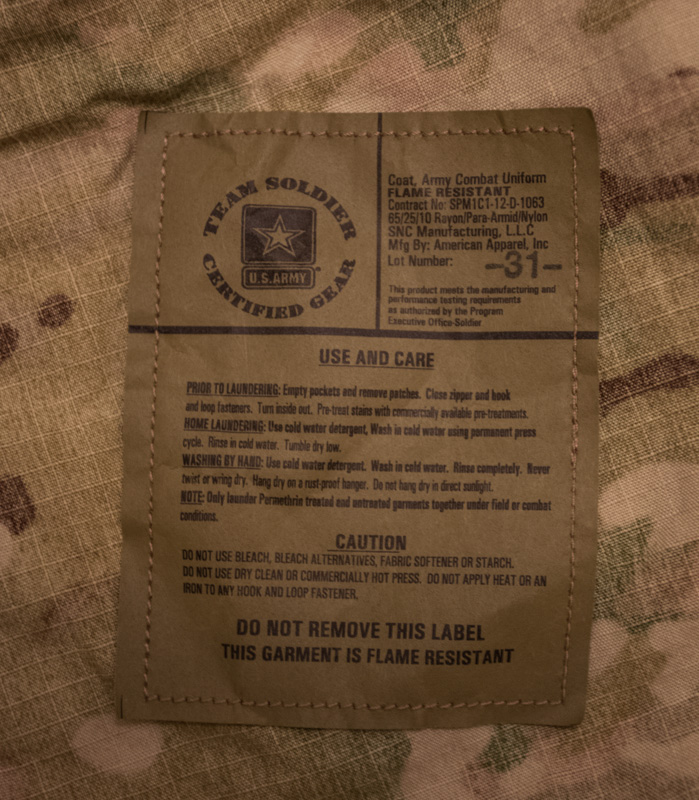 TEAM SOLDIER
U.S.ARMY
CERTIFIED GEAR
Coat, Army Combat Uniform
FLAME RESISTANT
Contract No: SPM1C1-12-D-1063
65/25/10 Rayon/Para-Armid/Nylon
SNC Manufacturing, L.L.C
Mfg By: American Apparel, Inc
Lot Number: -31-
This product meets the manufacturing and
performance testing requirements
as authorized by the Program
Executive Office-Soldier
USE AND CARE
PRIOR TO LAUNDERING: Empty pockets and remove patches. Close zipper and hook
and loop fasteners. Turn inside out. Pre-treat stains with commercially available pre-treatments.
HOME LAUNDERING: Use cold water detergent, Wash in cold water using permanent press
cycle. Rinse in cold water. Tumble dry low.
WASHING BY HAND: Use cold water detergent. Wash in cold water. Rinse completely. Never
twist or wring dry. Hang dry on a rust-proof hanger. Do not hang dry in direct sunlight.
NOTE: Only launder Permethrin treated and untreated garments together under field or combat
conditions.
CAUTION
DO NOT USE BLEACH, BLEACH ALTERNATIVES, FABRIC SOFTENER OR STARCH.
DO NOT USE DRY CLEAN OR COMMERCIALLY HOT PRESS. DO NOT APPLY HEAT OR AN
IRON TO ANY HOOK AND LOOP FASTENER.
DO NOT REMOVE THIS LABEL
THIS GARMENT IS FLAME RESISTANT